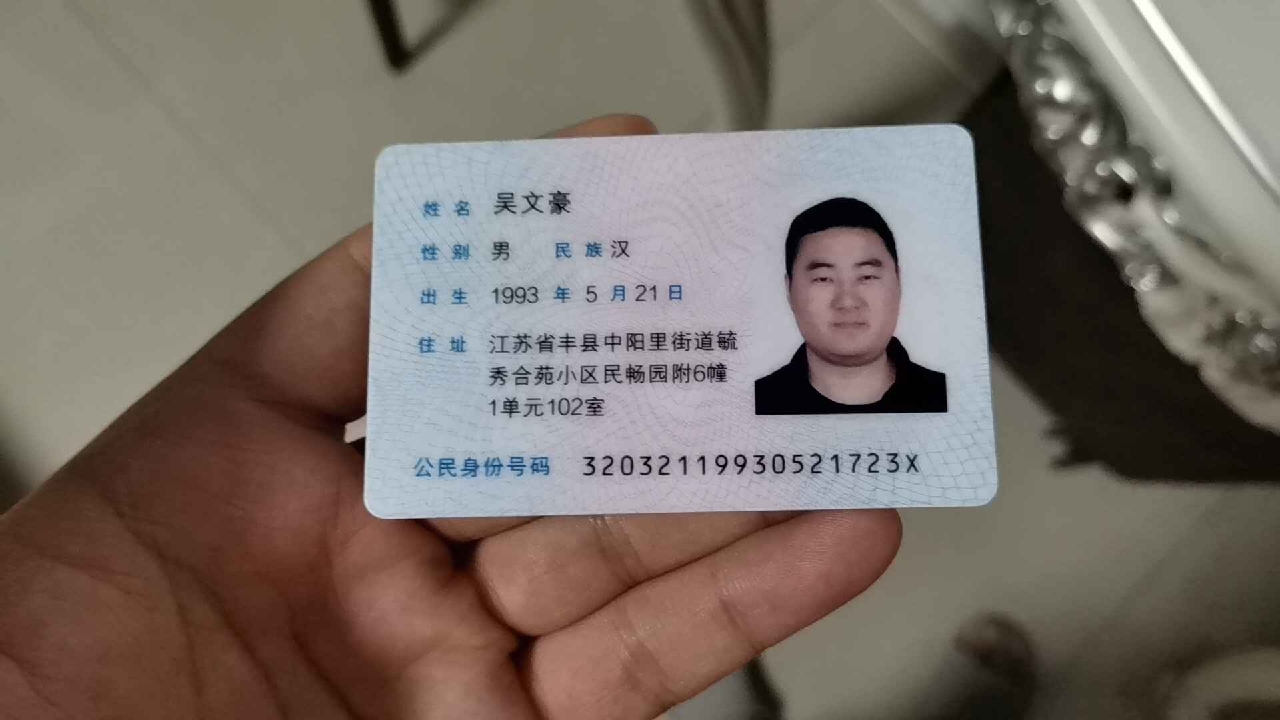 姓名 吴文豪
性别 男 民族 汉
出生 1993 年 5 月 21 日
住址 江苏省丰县中阳里街道毓
秀合苑小区民畅园附6幢
1单元102室
公民身份号码 32032119930521723X